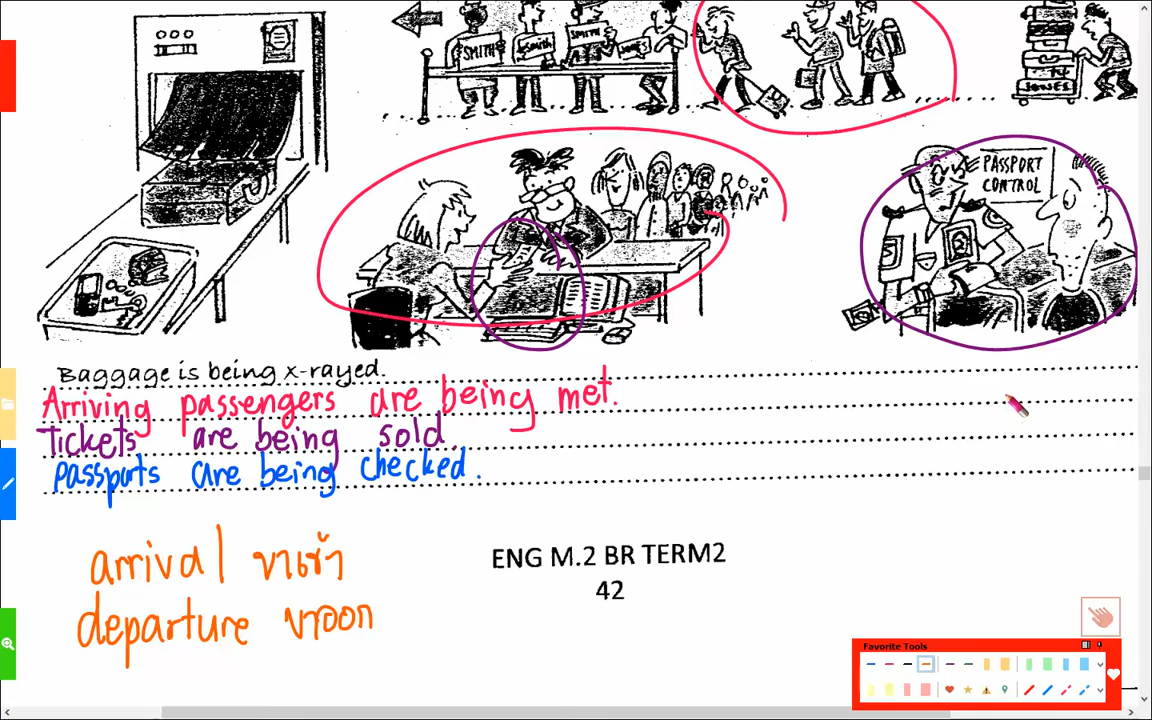 SMITH SMITH SMITH JONE
JONES
PASSPORT
CONTROL
Baggage is being x-rayed.
Arriving passengers are being met.
Tickets are being sold.
Passports are being checked.
arrival ขาเข้า
departure ขาออก
ENG M.2 BR TERM2
42
Favorite Tools